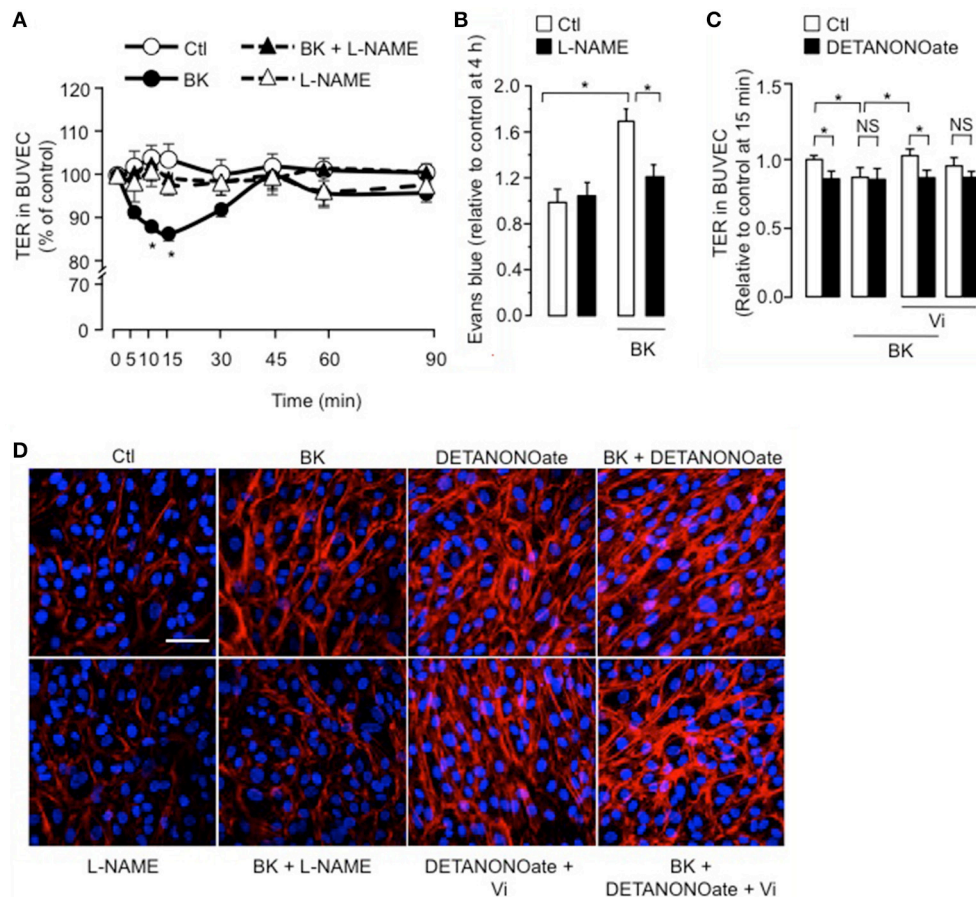 A
Ctl
BK + L-NAME
BK
L-NAME
TER in BUVEC
(% of control)
120
110
100
90
80
70
0
*
*
0 5 10 15 30 45 60 90
Time (min)
B
Ctl
L-NAME
Evans blue (relative to control at 4 h)
2.0
1.6
1.2
0.8
0.4
0.0
*
*
BK
C
Ctl
DETANONOate
TER in BUVEC
(Relative to control at 15 min)
1.5
1.0
0.0
*
*
*
NS
*
NS
Vi
BK
D
Ctl
BK
DETANONOate
BK + DETANONOate
L-NAME
BK + L-NAME
DETANONOate +
Vi
BK +
DETANONOate + Vi